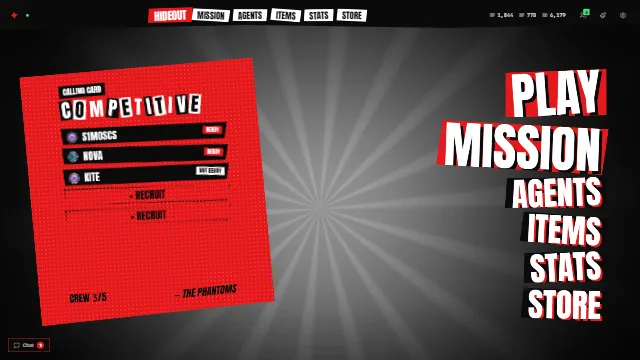 HIDEOUT MISSION AGENTS ITEMS STATS STORE
1,844 770 6,179
CALLING CARD
COMPETITIVE
S1MOSCS READY
NOVA READY
KITE NOT READY
+ RECRUIT
+ RECRUIT
CREW 3/5 — THE PHANTOMS
PLAY
MISSION
AGENTS
ITEMS
STATS
STORE
Chat